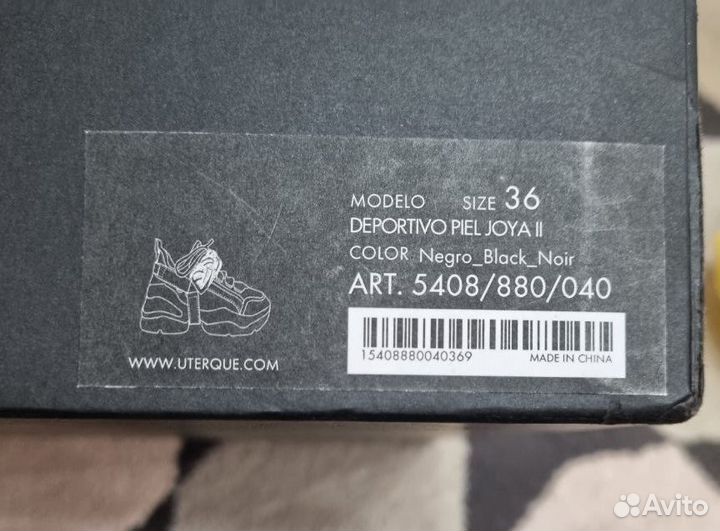 MODELO SIZE 36
DEPORTIVO PIEL JOYA II
COLOR Negro_Black_Noir
ART. 5408/880/040
15408880040369 MADE IN CHINA
WWW.UTERQUE.COM
Avito